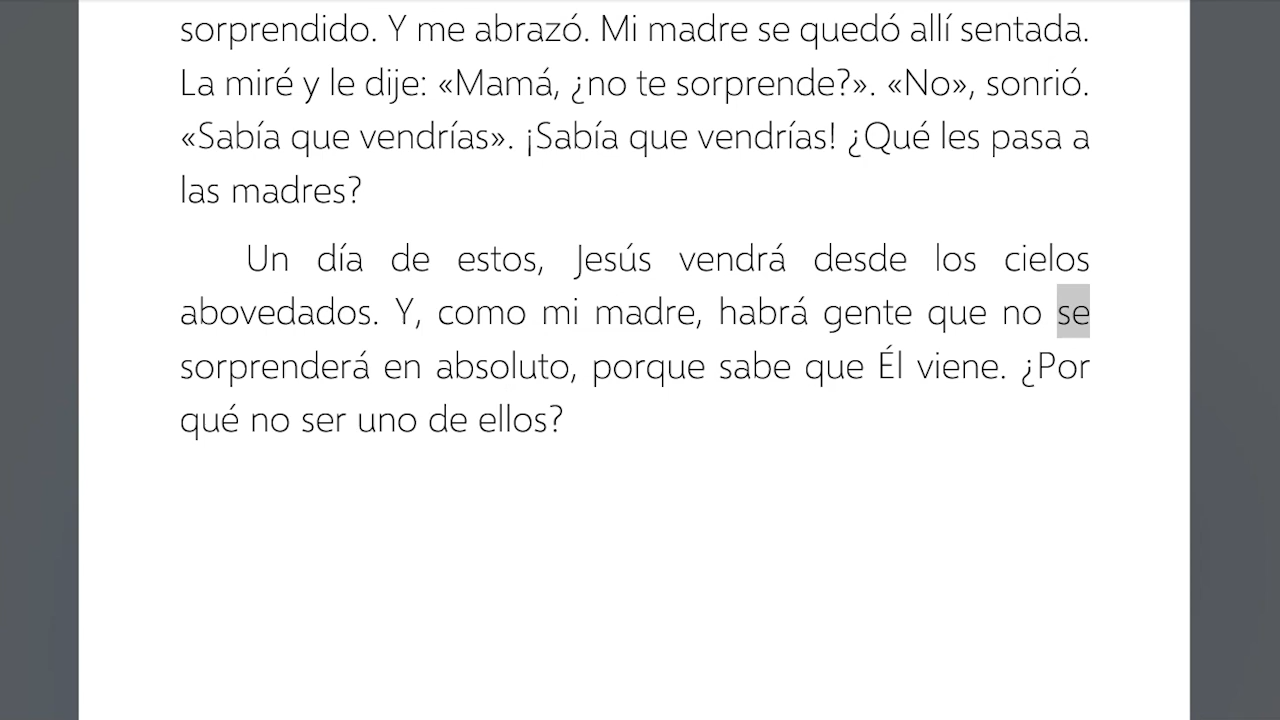 sorprendido. Y me abrazó. Mi madre se quedó allí sentada.
La miré y le dije: «Mamá, ¿no te sorprende?». «No», sonrió.
«Sabía que vendrías». ¡Sabía que vendrías! ¿Qué les pasa a
las madres?
Un día de estos, Jesús vendrá desde los cielos
abovedados. Y, como mi madre, habrá gente que no se
sorprenderá en absoluto, porque sabe que Él viene. ¿Por
qué no ser uno de ellos?